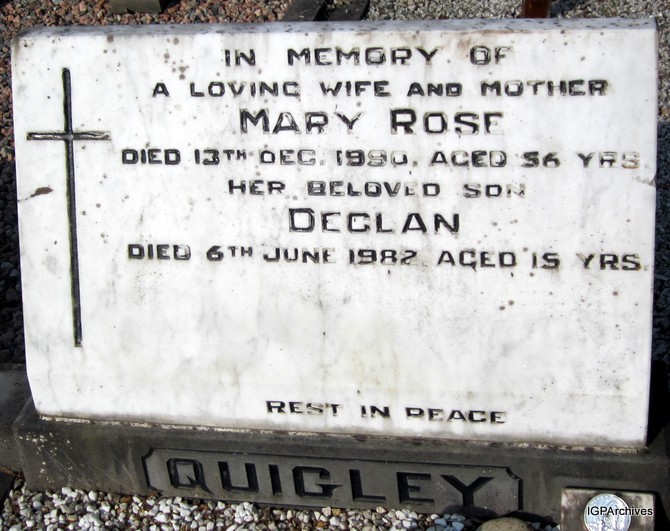 IN MEMORY OF
A LOVING WIFE AND MOTHER
MARY ROSE
DIED 13TH DEC. 1990. AGED 56 YRS
HER BELOVED SON
DECLAN
DIED 6TH JUNE 1982 AGED 15 YRS.
REST IN PEACE
QUIGLEY
IGPArchives